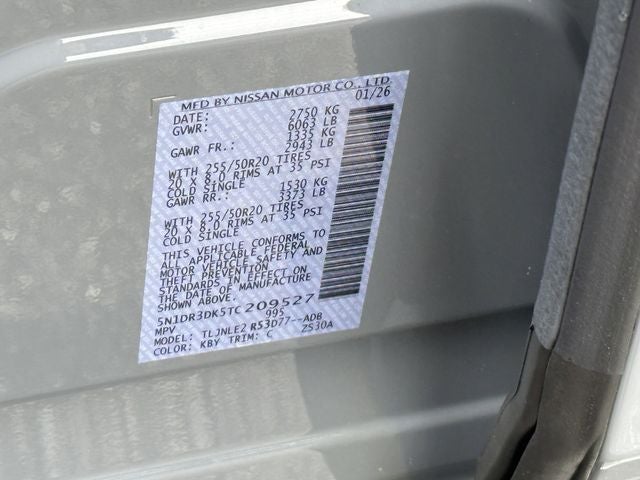 MFD BY NISSAN MOTOR CO., LTD.
DATE: 01/26
GVWR: 2750 KG
6063 LB
GAWR FR.: 1335 KG
2943 LB
WITH 255/50R20 TIRES
20 X 8.0 RIMS AT 35 PSI
COLD SINGLE
GAWR RR.: 1530 KG
3373 LB
WITH 255/50R20 TIRES
20 X 8.0 RIMS AT 35 PSI
COLD SINGLE
THIS VEHICLE CONFORMS TO
ALL APPLICABLE FEDERAL
MOTOR VEHICLE SAFETY AND
THEFT PREVENTION
STANDARDS IN EFFECT ON
THE DATE OF MANUFACTURE
SHOWN ABOVE.
5N1DR3DK5TC209527
MPV 995
MODEL: TLJNLE2 R53D77--ADB
COLOR: KBY TRIM: C ZS30A